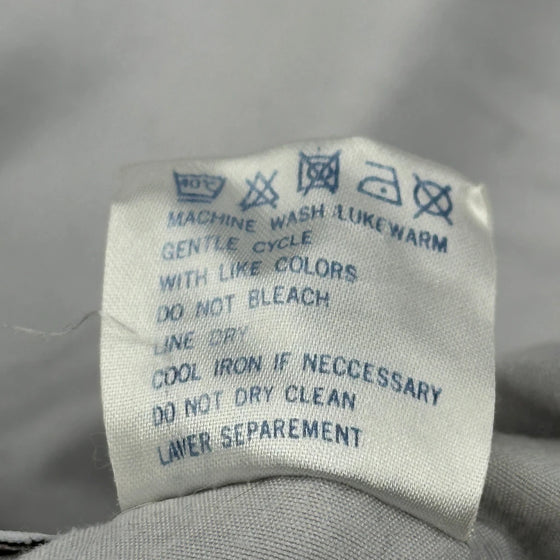 MACHINE WASH LUKEWARM
GENTLE CYCLE
WITH LIKE COLORS
DO NOT BLEACH
LINE DRY
COOL IRON IF NECCESSARY
DO NOT DRY CLEAN
LAVER SEPAREMENT